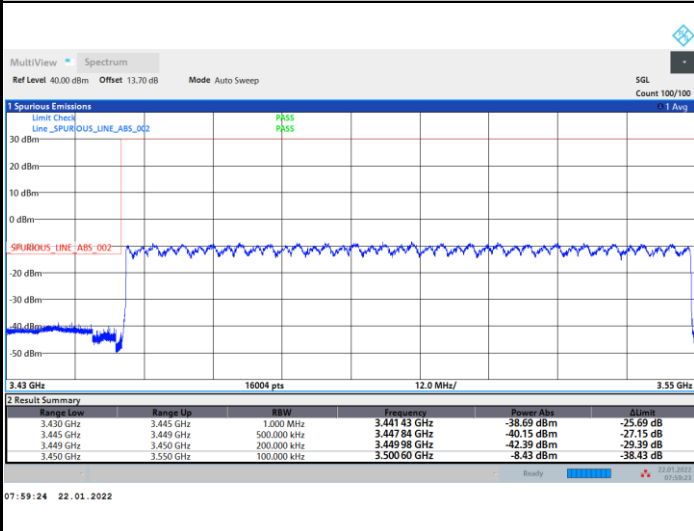 MultiView Spectrum
Ref Level 40.00 dBm Offset 13.70 dB Mode Auto Sweep SGL
Count 100/100
1 Spurious Emissions 1 Avg
Limit Check PASS
Line _SPURIOUS_LINE_ABS_002 PASS
30 dBm
20 dBm
10 dBm
0 dBm
_SPURIOUS_LINE_ABS_002
-20 dBm
-30 dBm
-40 dBm
-50 dBm
3.43 GHz 16004 pts 12.0 MHz/ 3.55 GHz
2 Result Summary
Range Low Range Up RBW Frequency Power Abs ΔLimit
3.430 GHz 3.445 GHz 1.000 MHz 3.441 43 GHz -38.69 dBm -25.69 dB
3.445 GHz 3.449 GHz 500.000 kHz 3.447 84 GHz -40.15 dBm -27.15 dB
3.449 GHz 3.450 GHz 200.000 kHz 3.449 98 GHz -42.39 dBm -29.39 dB
3.450 GHz 3.550 GHz 100.000 kHz 3.500 60 GHz -8.43 dBm -38.43 dB
Ready 22.01.2022
07:59:23
07:59:24 22.01.2022